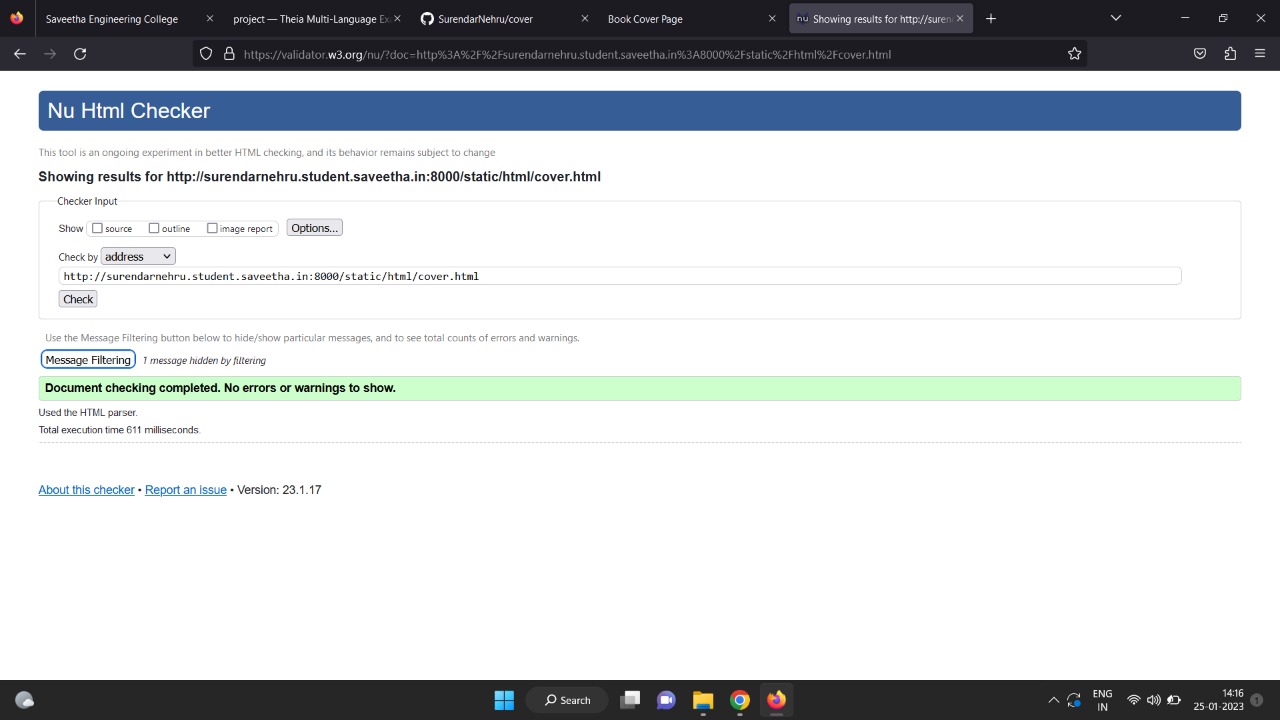 Saveetha Engineering College
project — Theia Multi-Language Ex
SurendarNehru/cover
Book Cover Page
nu Showing results for http://suren
https://validator.w3.org/nu/?doc=http%3A%2F%2Fsurendarnehru.student.saveetha.in%3A8000%2Fstatic%2Fhtml%2Fcover.html
Nu Html Checker
This tool is an ongoing experiment in better HTML checking, and its behavior remains subject to change
Showing results for http://surendarnehru.student.saveetha.in:8000/static/html/cover.html
Checker Input
Show source outline image report Options...
Check by address
http://surendarnehru.student.saveetha.in:8000/static/html/cover.html
Check
Use the Message Filtering button below to hide/show particular messages, and to see total counts of errors and warnings.
Message Filtering 1 message hidden by filtering
Document checking completed. No errors or warnings to show.
Used the HTML parser.
Total execution time 611 milliseconds.
About this checker • Report an issue • Version: 23.1.17
Search
ENG
IN
14:16
25-01-2023
1